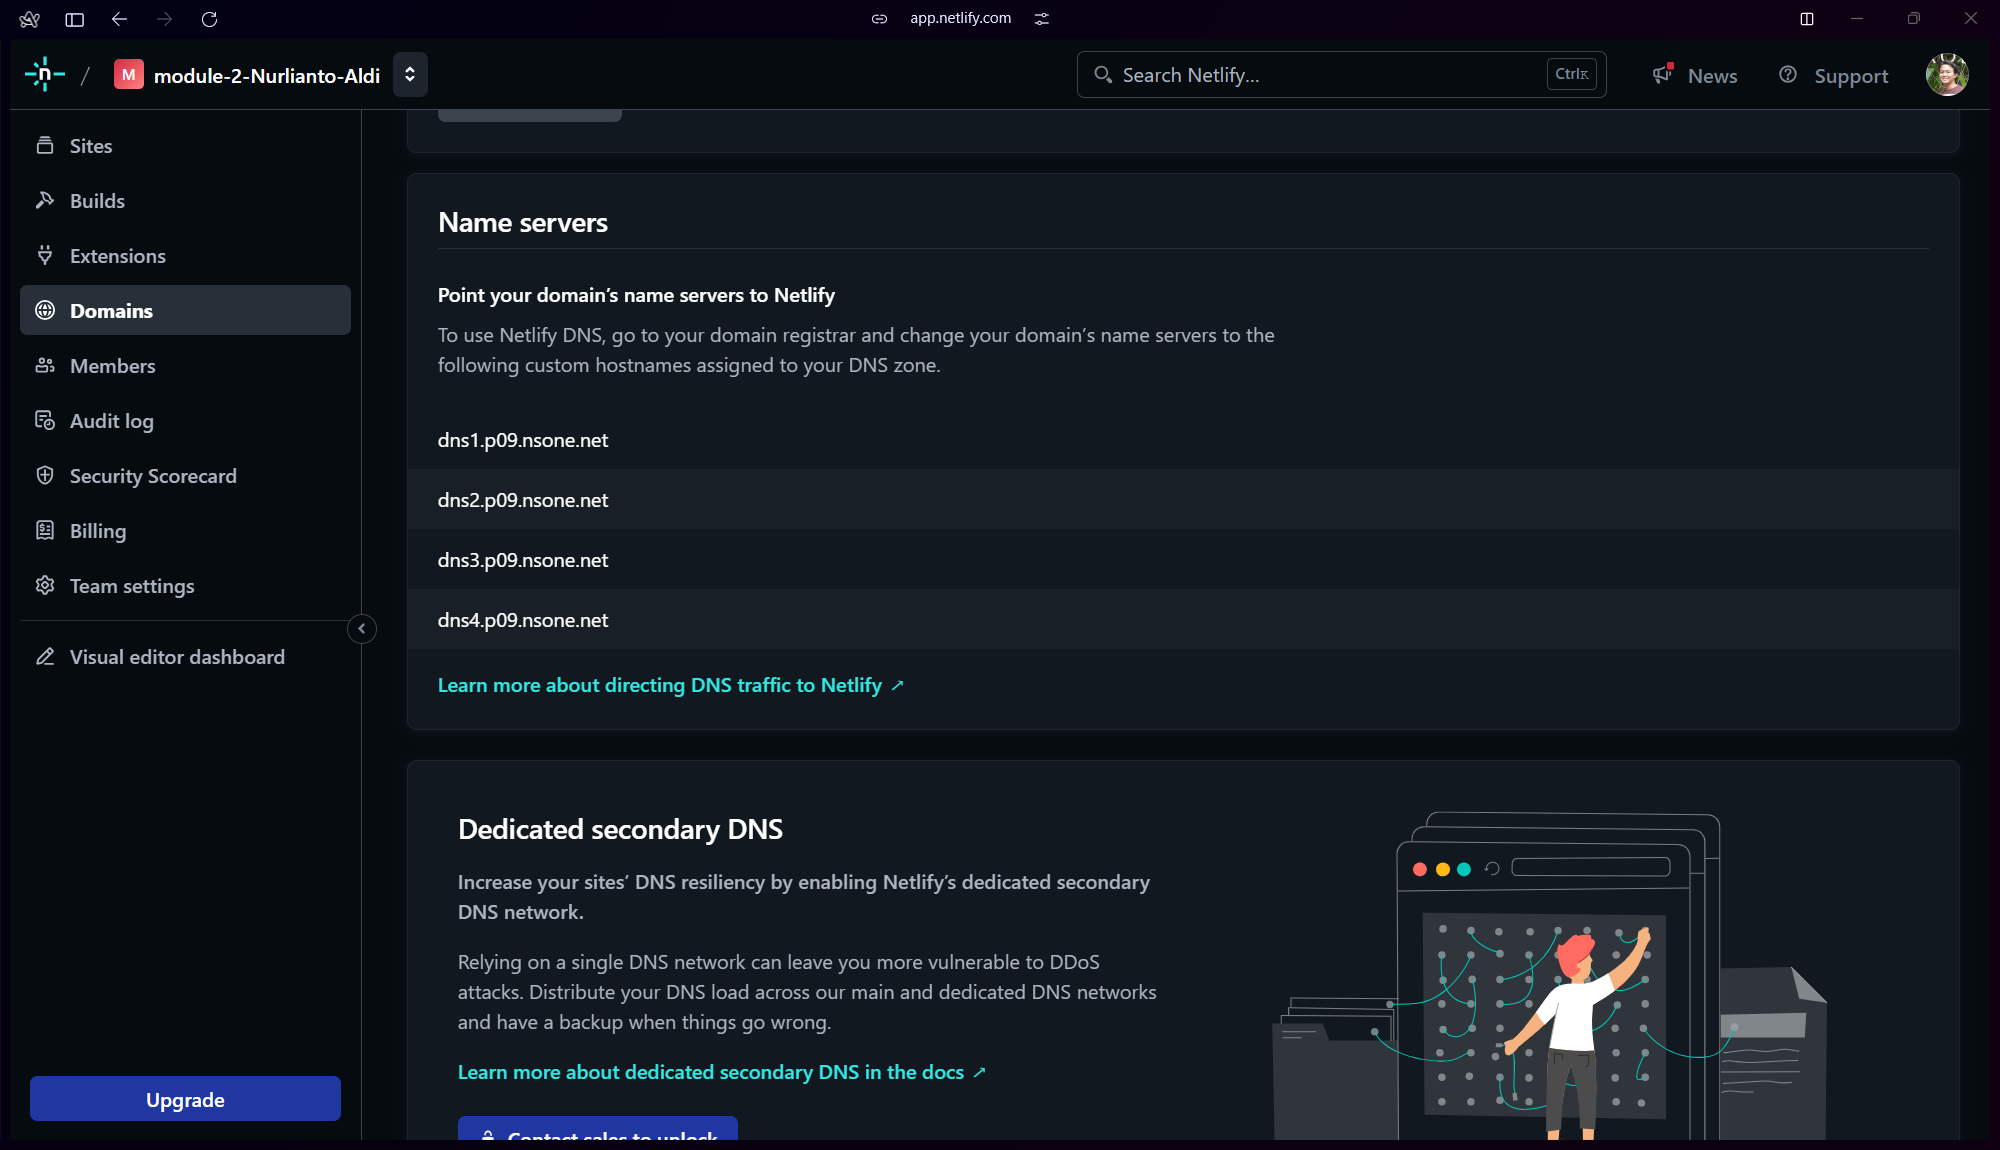 app.netlify.com
n / M module-2-Nurlianto-Aldi
Search Netlify...
Ctrl K
News
Support
Sites
Builds
Extensions
Domains
Members
Audit log
Security Scorecard
Billing
Team settings
Visual editor dashboard
Upgrade
Name servers
Point your domain’s name servers to Netlify
To use Netlify DNS, go to your domain registrar and change your domain’s name servers to the
following custom hostnames assigned to your DNS zone.
dns1.p09.nsone.net
dns2.p09.nsone.net
dns3.p09.nsone.net
dns4.p09.nsone.net
Learn more about directing DNS traffic to Netlify ↗
Dedicated secondary DNS
Increase your sites’ DNS resiliency by enabling Netlify’s dedicated secondary
DNS network.
Relying on a single DNS network can leave you more vulnerable to DDoS
attacks. Distribute your DNS load across our main and dedicated DNS networks
and have a backup when things go wrong.
Learn more about dedicated secondary DNS in the docs ↗
Contact sales to unlock